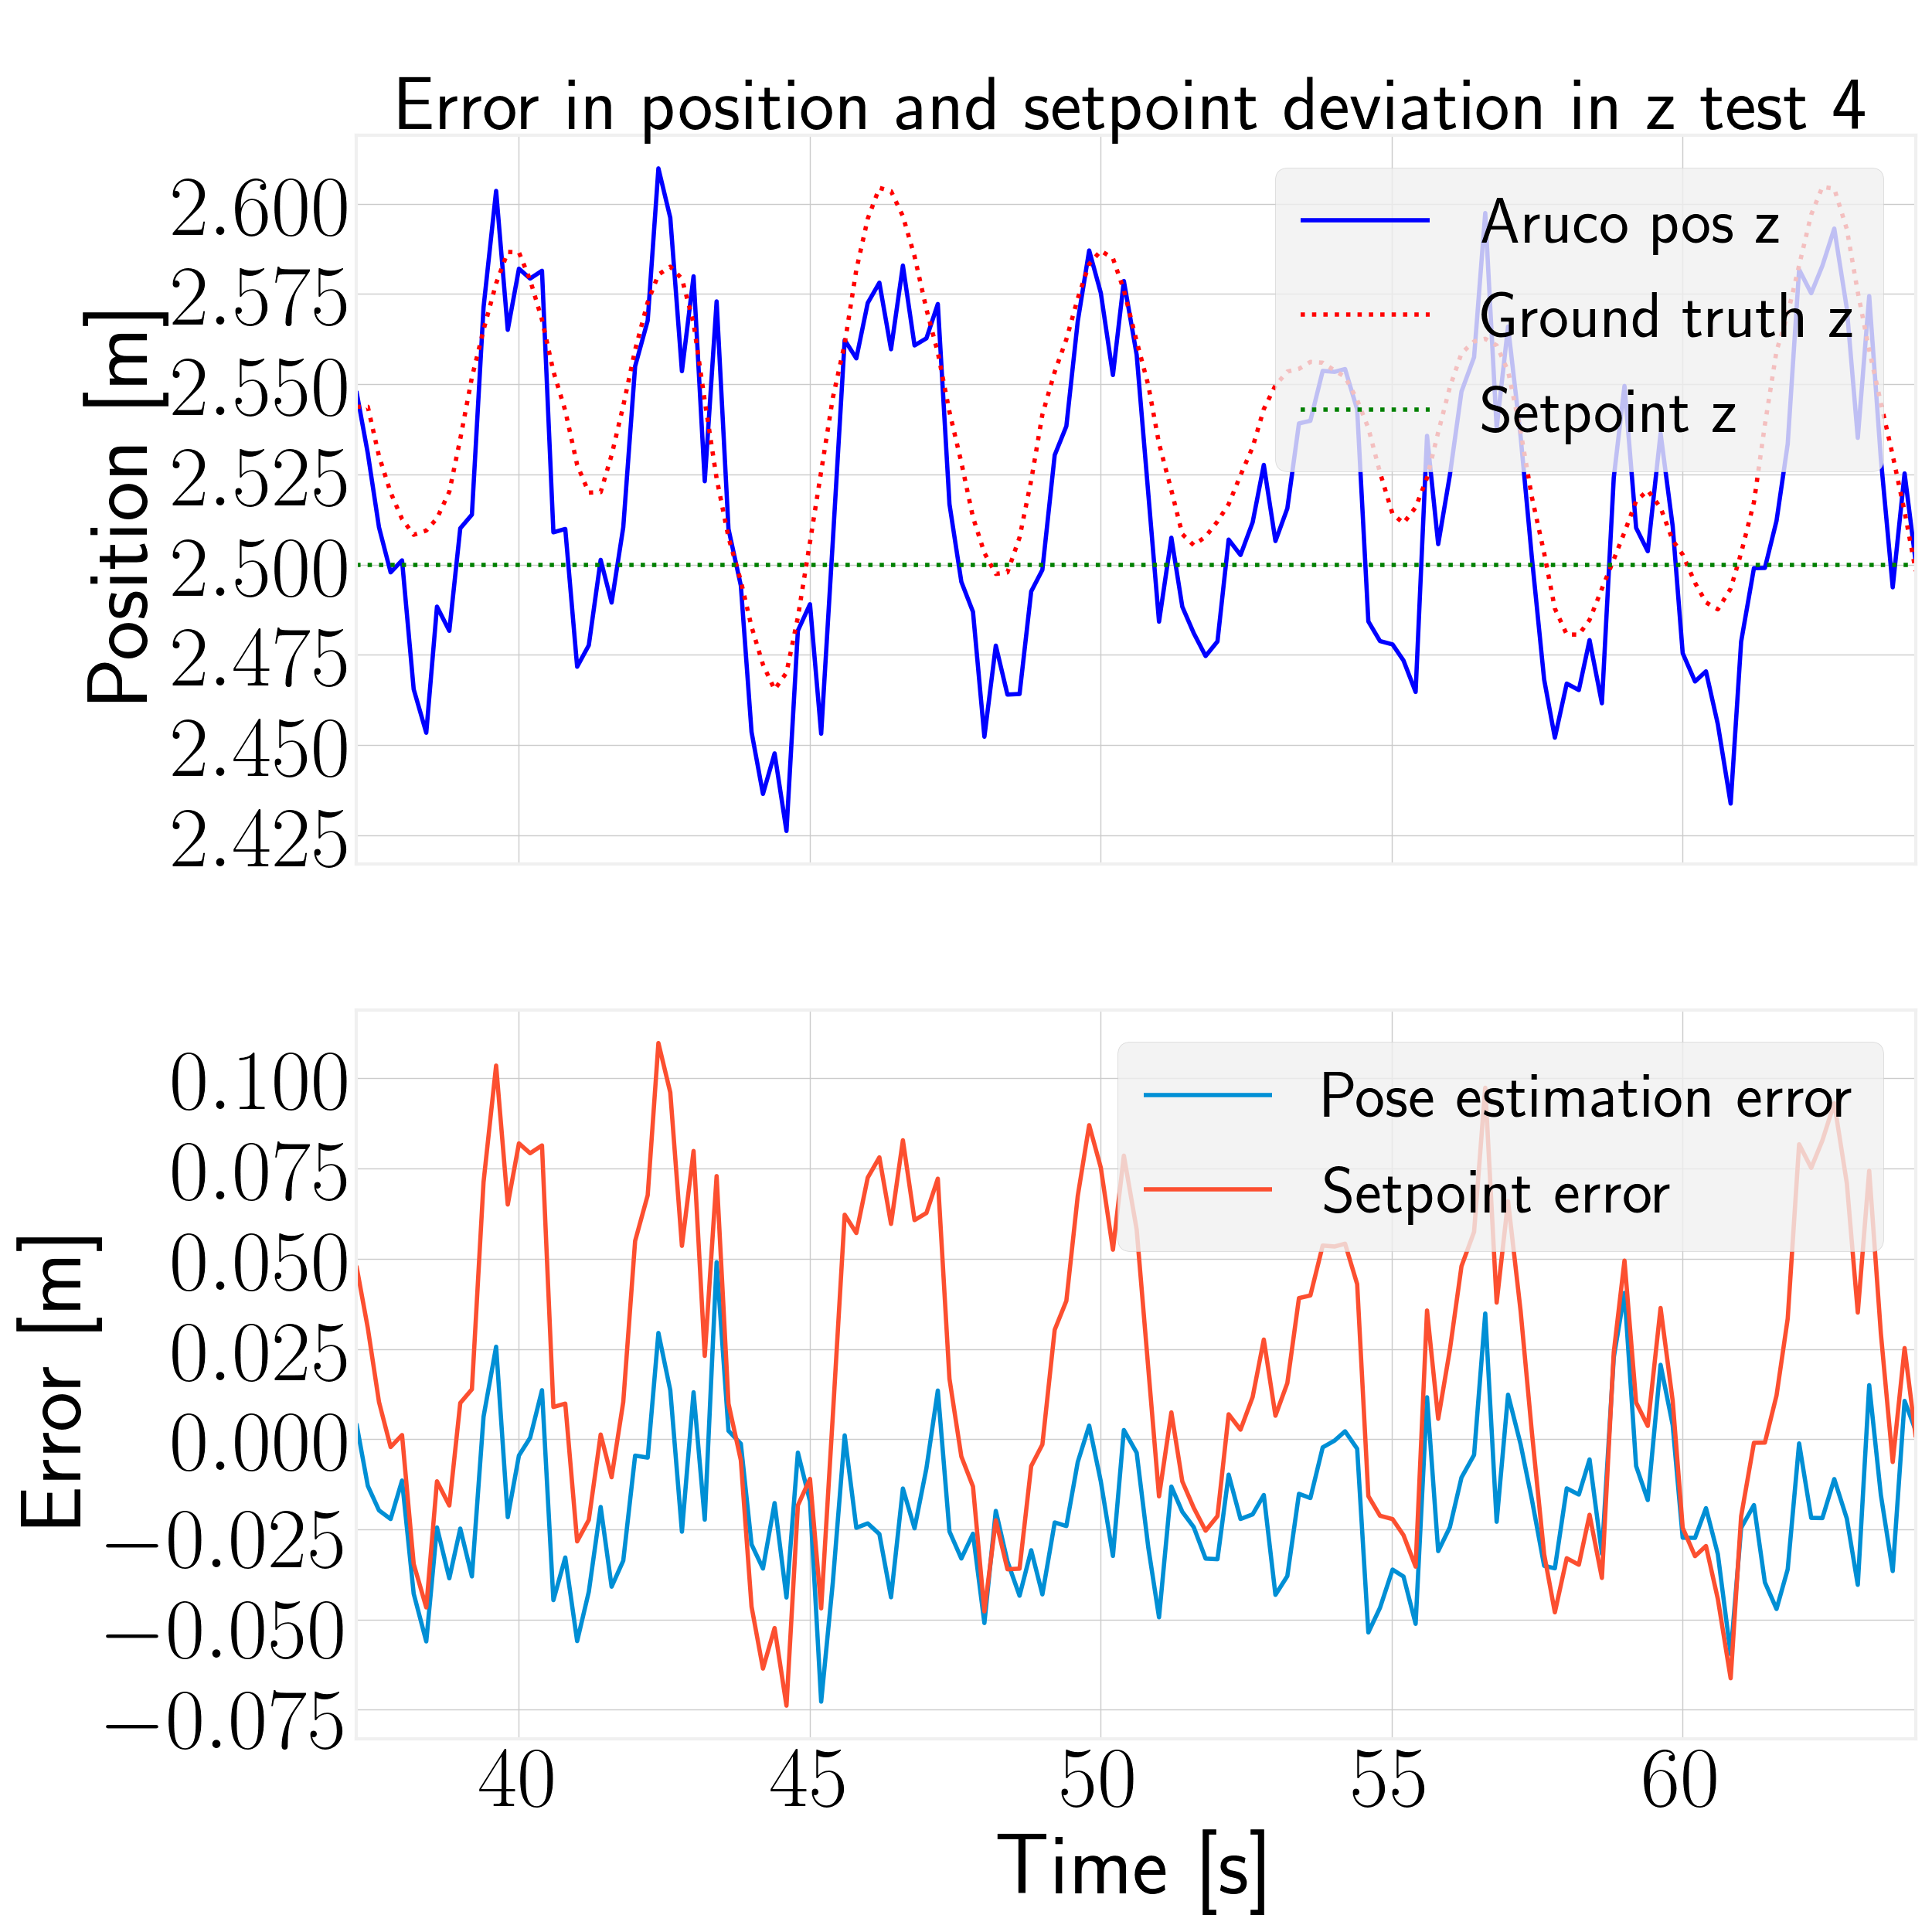 Error in position and setpoint deviation in z test 4
Position [m]
2.600
2.575
2.550
2.525
2.500
2.475
2.450
2.425
Aruco pos z
Ground truth z
Setpoint z
Error [m]
0.100
0.075
0.050
0.025
0.000
−0.025
−0.050
−0.075
Pose estimation error
Setpoint error
40 45 50 55 60
Time [s]